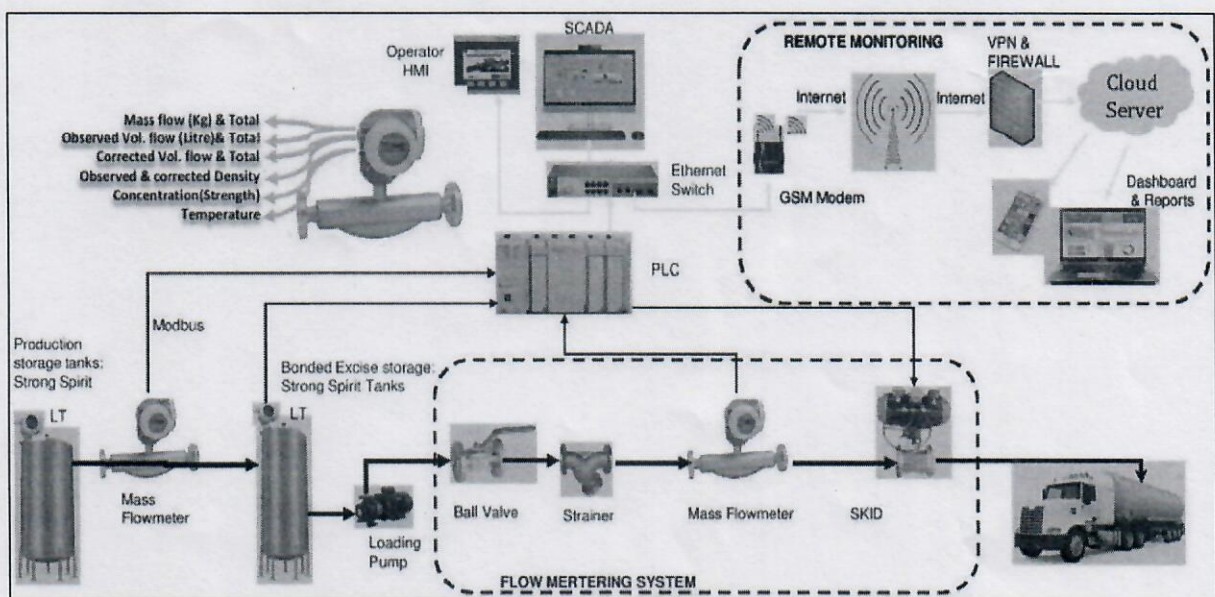 SCADA
Operator
HMI
REMOTE MONITORING
VPN &
FIREWALL
Internet
Internet
Cloud
Server
Mass flow (Kg) & Total
Observed Vol. flow (Litre)& Total
Corrected Vol. flow & Total
Observed & corrected Density
Concentration(Strength)
Temperature
Ethernet
Switch
GSM Modem
Dashboard
& Reports
PLC
Modbus
Production
storage tanks:
Strong Spirit
LT
Bonded Excise storage:
Strong Spirit Tanks
LT
Mass
Flowmeter
Loading
Pump
Ball Valve
Strainer
Mass Flowmeter
SKID
FLOW MERTERING SYSTEM